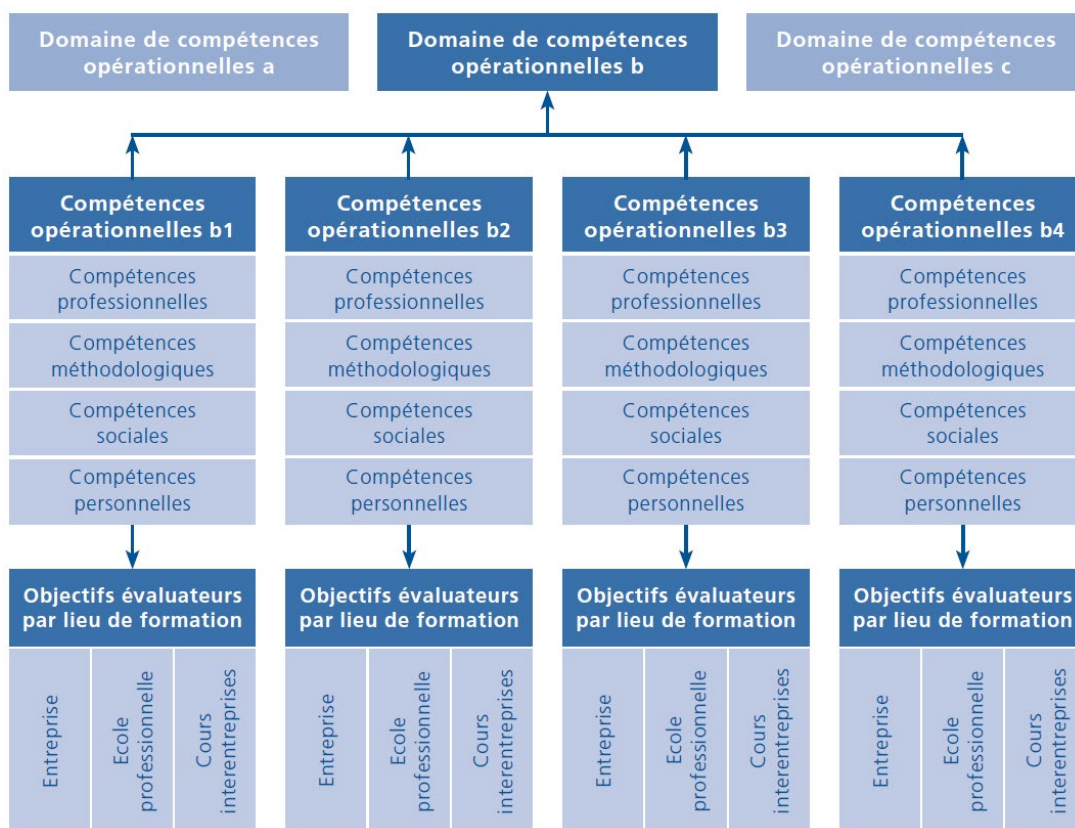 Domaine de compétences
opérationnelles a
Domaine de compétences
opérationnelles b
Domaine de compétences
opérationnelles c
Compétences
opérationnelles b1
Compétences
professionnelles
Compétences
méthodologiques
Compétences
sociales
Compétences
personnelles
Objectifs évaluateurs
par lieu de formation
Entreprise
Ecole
professionnelle
Cours
interentreprises
Compétences
opérationnelles b2
Compétences
professionnelles
Compétences
méthodologiques
Compétences
sociales
Compétences
personnelles
Objectifs évaluateurs
par lieu de formation
Entreprise
Ecole
professionnelle
Cours
interentreprises
Compétences
opérationnelles b3
Compétences
professionnelles
Compétences
méthodologiques
Compétences
sociales
Compétences
personnelles
Objectifs évaluateurs
par lieu de formation
Entreprise
Ecole
professionnelle
Cours
interentreprises
Compétences
opérationnelles b4
Compétences
professionnelles
Compétences
méthodologiques
Compétences
sociales
Compétences
personnelles
Objectifs évaluateurs
par lieu de formation
Entreprise
Ecole
professionnelle
Cours
interentreprises